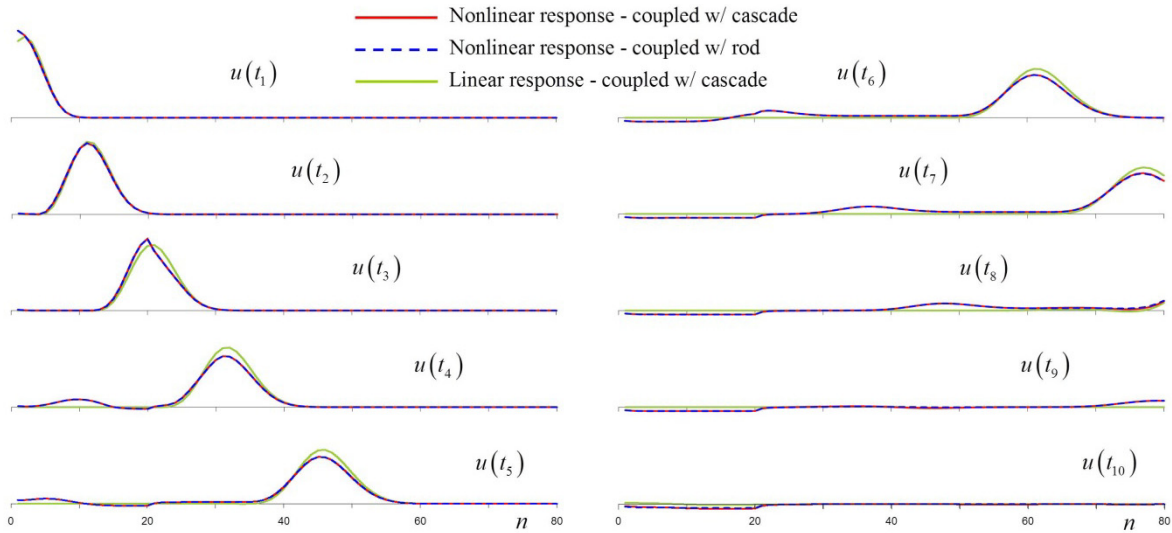 Nonlinear response - coupled w/ cascade
Nonlinear response - coupled w/ rod
Linear response - coupled w/ cascade
u(t₁)
u(t₂)
u(t₃)
u(t₄)
u(t₅)
0 20 40 60 n 80
u(t₆)
u(t₇)
u(t₈)
u(t₉)
u(t₁₀)
0 20 40 60 n 80